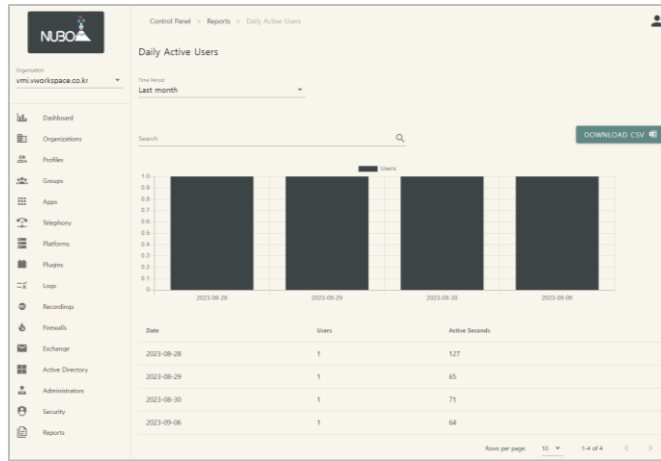 NUBO
Control Panel > Reports > Daily Active Users
Daily Active Users
Organization
vmi.vworkspace.co.kr
Time Period
Last month
Dashboard
Organizations
Profiles
Groups
Apps
Telephony
Platforms
Plugins
Logs
Recordings
Firewalls
Exchange
Active Directory
Administrators
Security
Reports
Search
DOWNLOAD CSV
Users
1.0
0.9
0.8
0.7
0.6
0.5
0.4
0.3
0.2
0.1
0
2023-08-28 2023-08-29 2023-08-30 2023-09-06
Date Users Active Seconds
2023-08-28 1 127
2023-08-29 1 65
2023-08-30 1 71
2023-09-06 1 64
Rows per page: 10 1-4 of 4